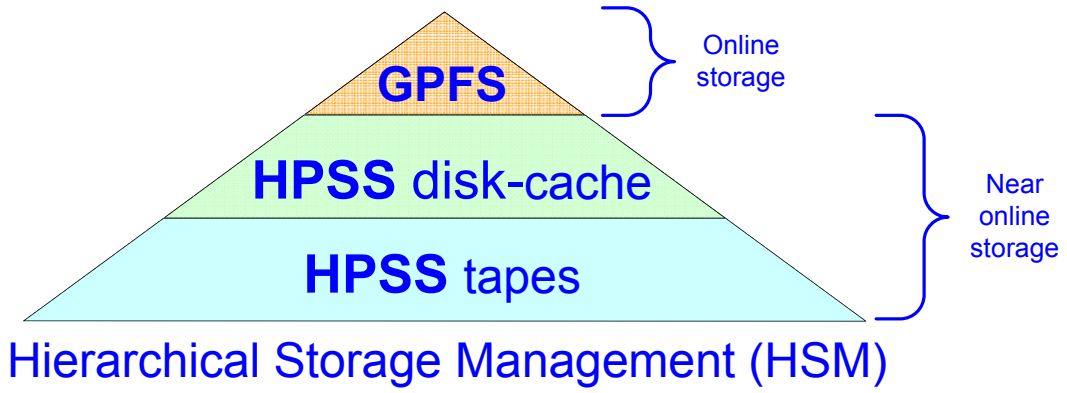 GPFS
Online
storage
HPSS disk-cache
HPSS tapes
Near
online
storage
Hierarchical Storage Management (HSM)